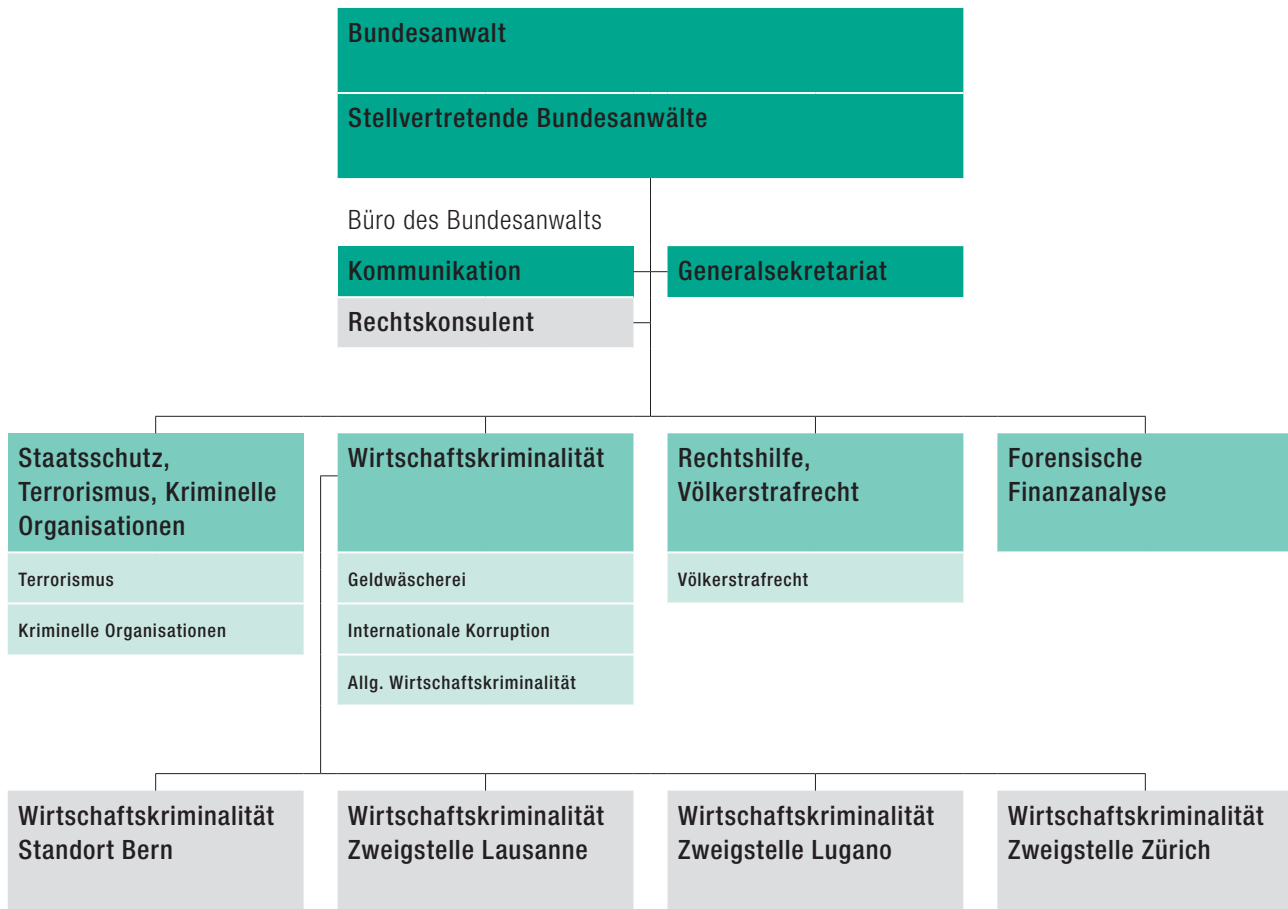 Bundesanwalt
Stellvertretende Bundesanwälte
Büro des Bundesanwalts
Kommunikation
Generalsekretariat
Rechtskonsulent
Staatsschutz,
Terrorismus, Kriminelle
Organisationen
Terrorismus
Kriminelle Organisationen
Wirtschaftskriminalität
Geldwäscherei
Internationale Korruption
Allg. Wirtschaftskriminalität
Rechtshilfe,
Völkerstrafrecht
Völkerstrafrecht
Forensische
Finanzanalyse
Wirtschaftskriminalität
Standort Bern
Wirtschaftskriminalität
Zweigstelle Lausanne
Wirtschaftskriminalität
Zweigstelle Lugano
Wirtschaftskriminalität
Zweigstelle Zürich